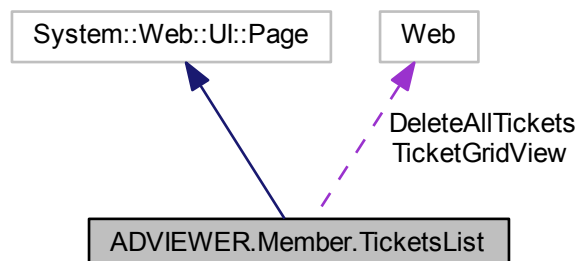 System::Web::UI::Page
Web
DeleteAllTickets
TicketGridView
ADVIEWER.Member.TicketsList